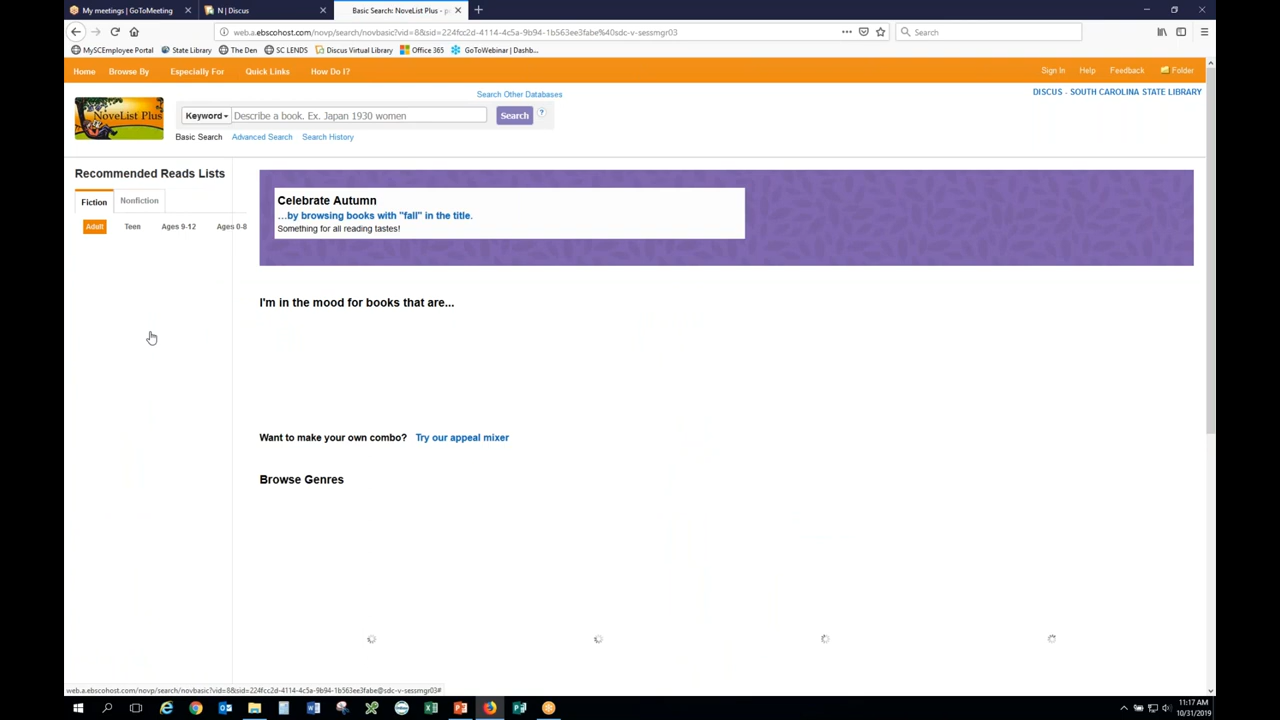 My meetings | GoToMeeting
N | Discus
Basic Search: NoveList Plus - p
web.a.ebscohost.com/novp/search/novbasic?vid=8&sid=224fcc2d-4114-4c5a-9b94-1b563ee3fabe%40sdc-v-sessmgr03
Search
MySCEmployee Portal State Library The Den SC LENDS Discus Virtual Library Office 365 GoToWebinar | Dashb...
Home Browse By Especially For Quick Links How Do I? Sign In Help Feedback Folder
Search Other Databases DISCUS - SOUTH CAROLINA STATE LIBRARY
NoveList Plus
Keyword Describe a book. Ex. Japan 1930 women Search ?
Basic Search Advanced Search Search History
Recommended Reads Lists
Fiction Nonfiction
Adult Teen Ages 9-12 Ages 0-8
Celebrate Autumn
...by browsing books with "fall" in the title.
Something for all reading tastes!
I'm in the mood for books that are...
Want to make your own combo? Try our appeal mixer
Browse Genres
web.a.ebscohost.com/novp/search/novbasic?vid=8&sid=224fcc2d-4114-4c5a-9b94-1b563ee3fabe@sdc-v-sessmgr03#
11:17 AM
10/31/2019